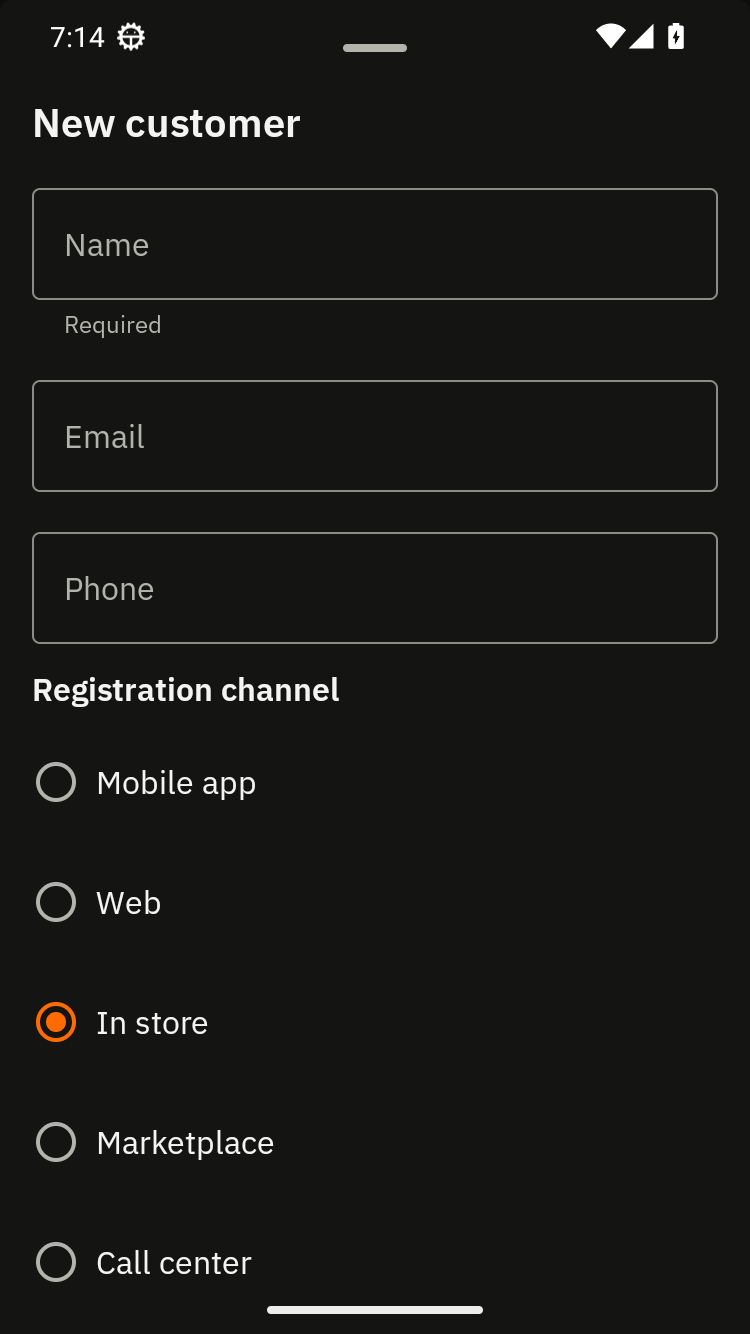 7:14
New customer
Name
Required
Email
Phone
Registration channel
Mobile app
Web
In store
Marketplace
Call center